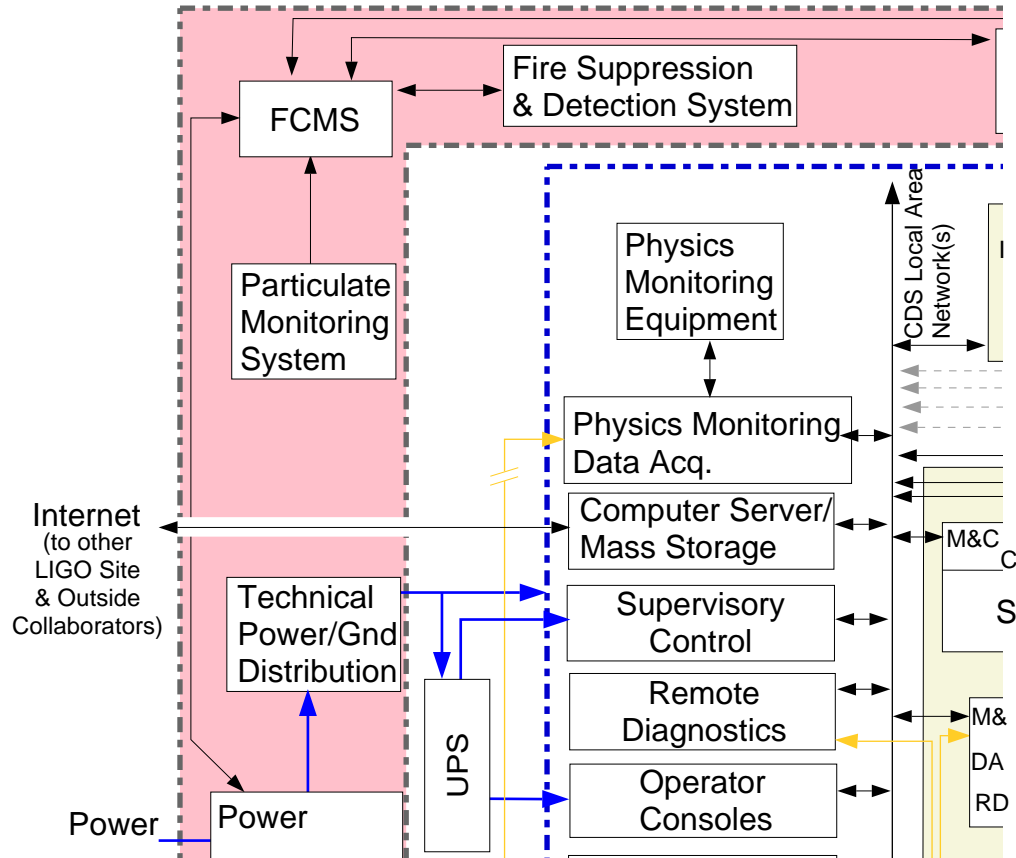 Fire Suppression
& Detection System
FCMS
CDS Local Area
Network(s)
Physics
Monitoring
Equipment
Particulate
Monitoring
System
Physics Monitoring
Data Acq.
Internet
(to other
LIGO Site
& Outside
Collaborators)
Computer Server/
Mass Storage
M&C
C
S
Technical
Power/Gnd
Distribution
Supervisory
Control
UPS
Remote
Diagnostics
M&
DA
RD
Operator
Consoles
Power
Power